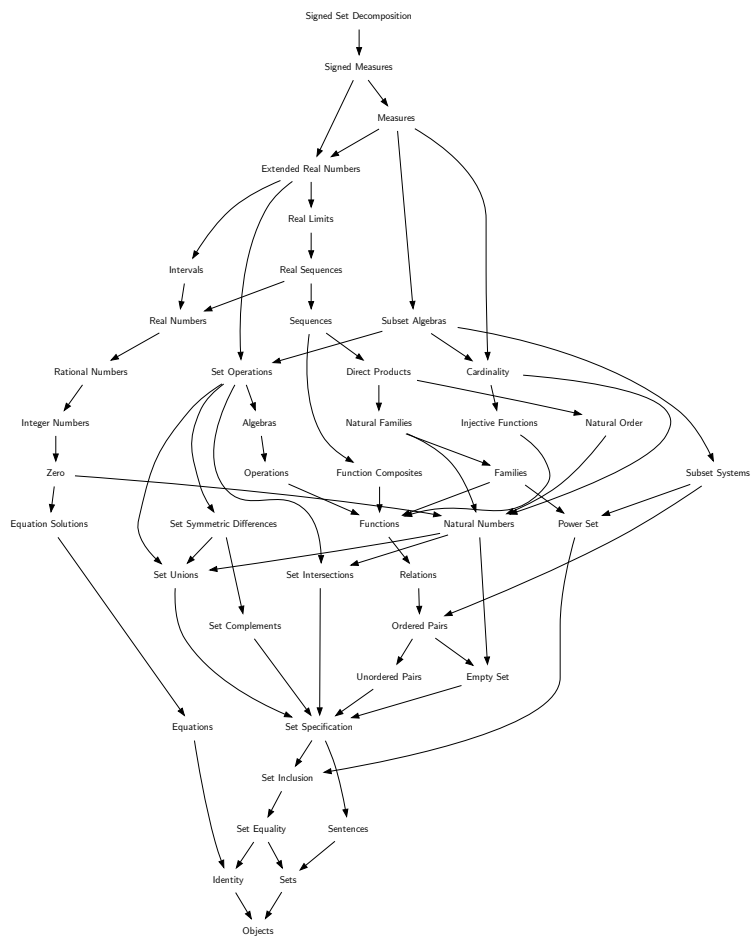 Signed Set Decomposition
Signed Measures
Measures
Extended Real Numbers
Real Limits
Intervals
Real Sequences
Real Numbers
Sequences
Subset Algebras
Rational Numbers
Set Operations
Direct Products
Cardinality
Integer Numbers
Algebras
Natural Families
Injective Functions
Natural Order
Zero
Operations
Function Composites
Families
Subset Systems
Equation Solutions
Set Symmetric Differences
Functions
Natural Numbers
Power Set
Set Unions
Set Intersections
Relations
Set Complements
Ordered Pairs
Unordered Pairs
Empty Set
Equations
Set Specification
Set Inclusion
Set Equality
Sentences
Identity
Sets
Objects